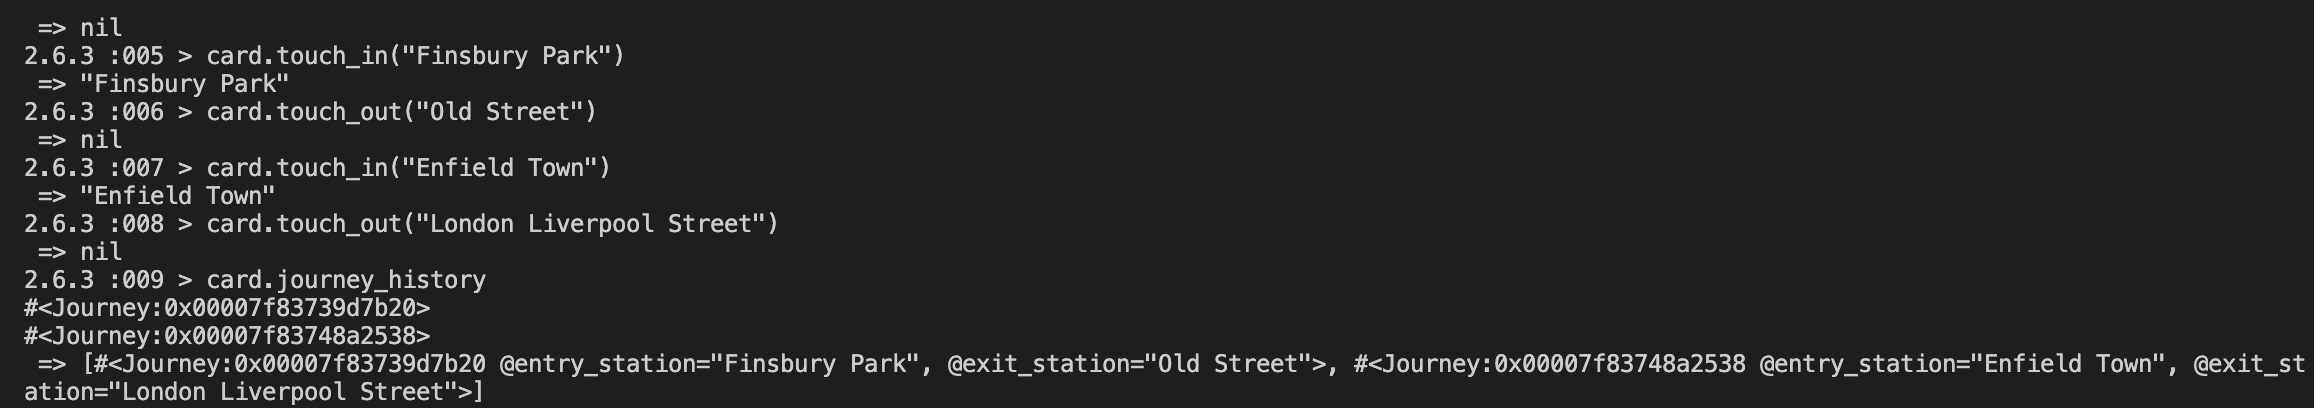 => nil
2.6.3 :005 > card.touch_in("Finsbury Park")
 => "Finsbury Park"
2.6.3 :006 > card.touch_out("Old Street")
 => nil
2.6.3 :007 > card.touch_in("Enfield Town")
 => "Enfield Town"
2.6.3 :008 > card.touch_out("London Liverpool Street")
 => nil
2.6.3 :009 > card.journey_history
#<Journey:0x00007f83739d7b20>
#<Journey:0x00007f83748a2538>
 => [#<Journey:0x00007f83739d7b20 @entry_station="Finsbury Park", @exit_station="Old Street">, #<Journey:0x00007f83748a2538 @entry_station="Enfield Town", @exit_st
ation="London Liverpool Street">]